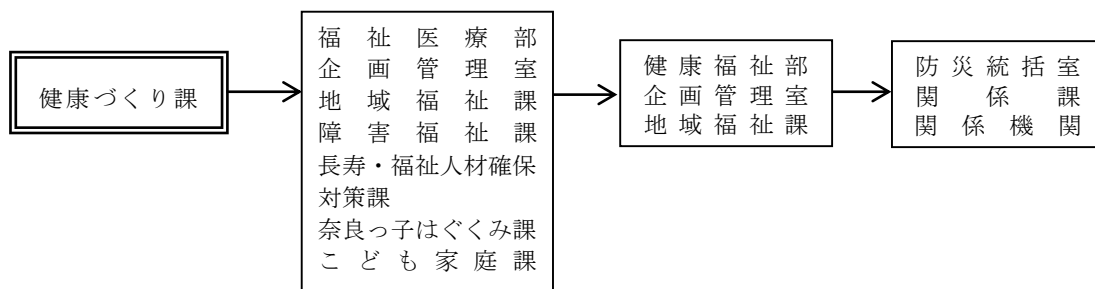 健康づくり課
福祉医療部
企画管理室
地域福祉課
障害福祉課
長寿・福祉人材確保
対策課
奈良っ子はぐくみ課
こども家庭課
健康福祉部
企画管理室
地域福祉課
防災統括室
関係課
関係機関